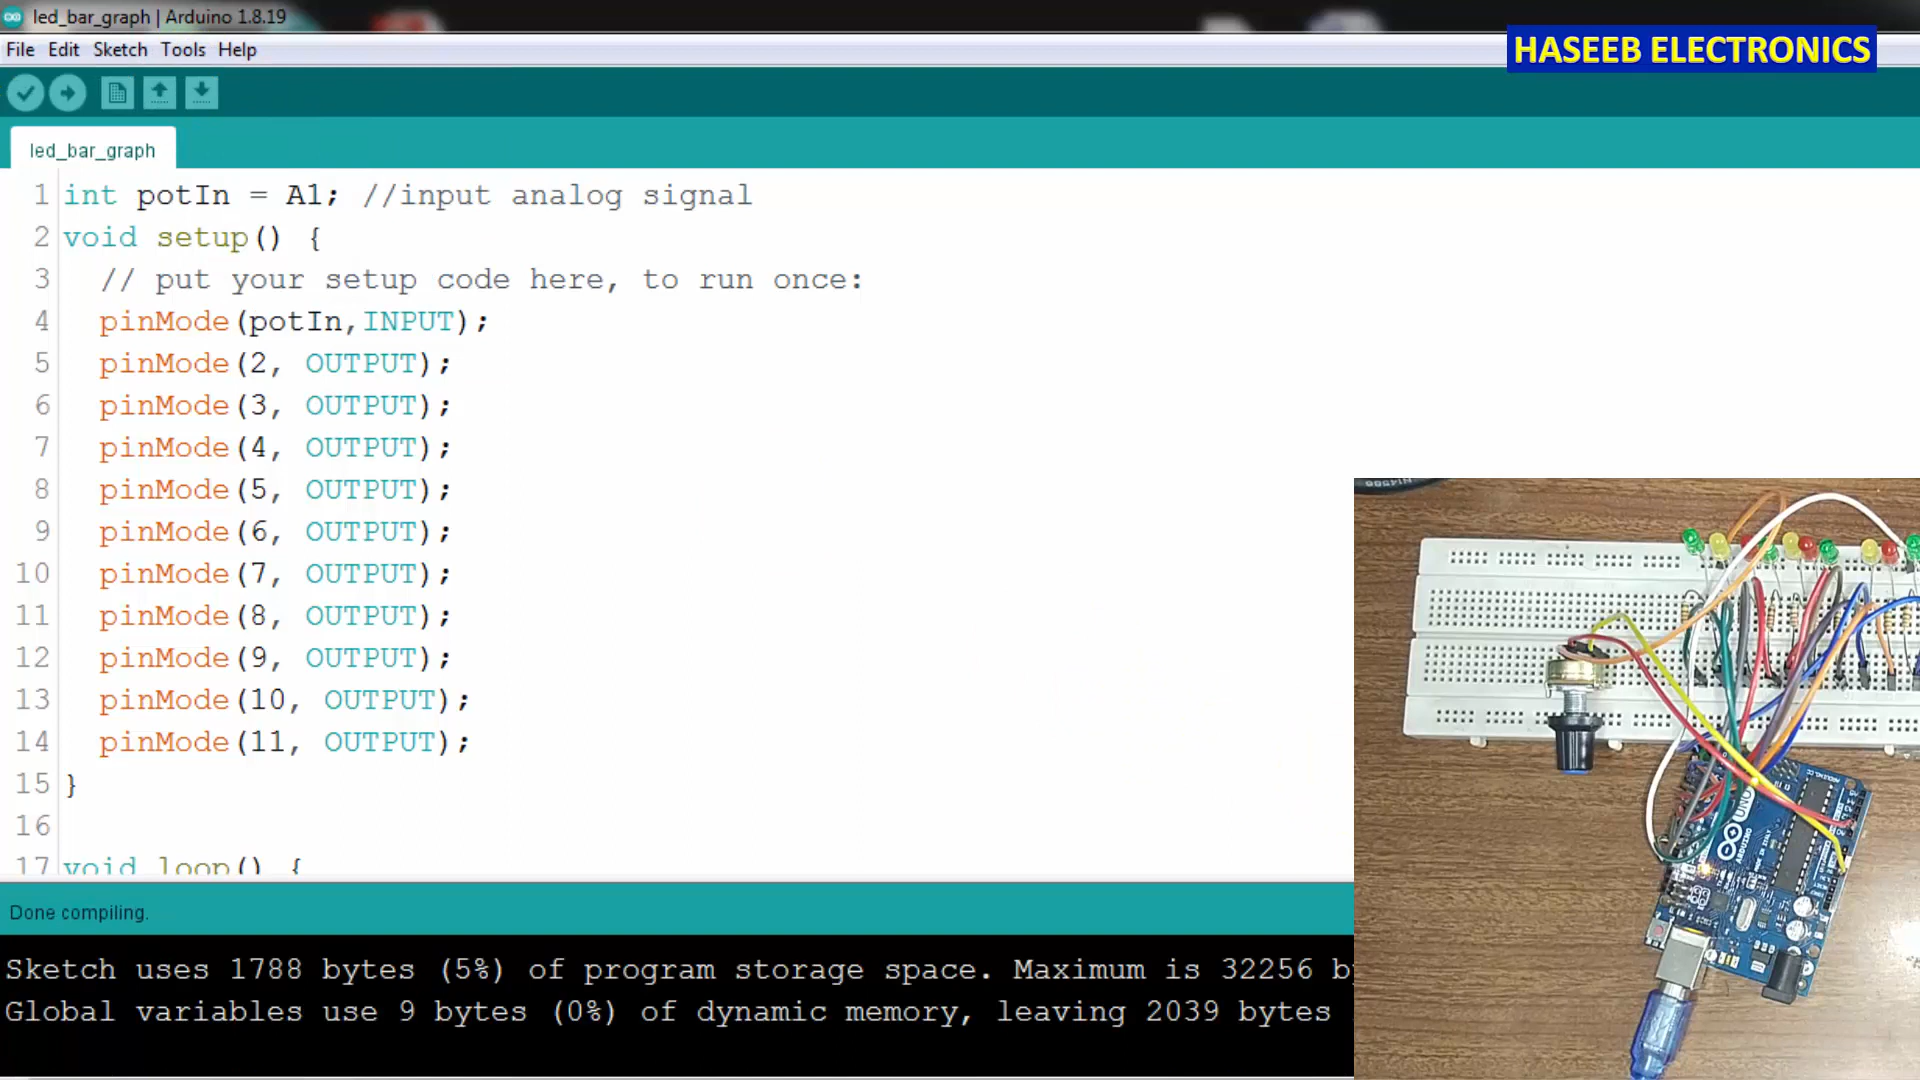 led_bar_graph | Arduino 1.8.19
File Edit Sketch Tools Help
HASEEB ELECTRONICS
led_bar_graph
1 int potIn = A1; //input analog signal
2 void setup() {
3 // put your setup code here, to run once:
4 pinMode(potIn,INPUT);
5 pinMode(2, OUTPUT);
6 pinMode(3, OUTPUT);
7 pinMode(4, OUTPUT);
8 pinMode(5, OUTPUT);
9 pinMode(6, OUTPUT);
10 pinMode(7, OUTPUT);
11 pinMode(8, OUTPUT);
12 pinMode(9, OUTPUT);
13 pinMode(10, OUTPUT);
14 pinMode(11, OUTPUT);
15 }
16
17 void loop() {
Done compiling.
Sketch uses 1788 bytes (5%) of program storage space. Maximum is 32256 b
Global variables use 9 bytes (0%) of dynamic memory, leaving 2039 bytes
UNO
ARDUINO